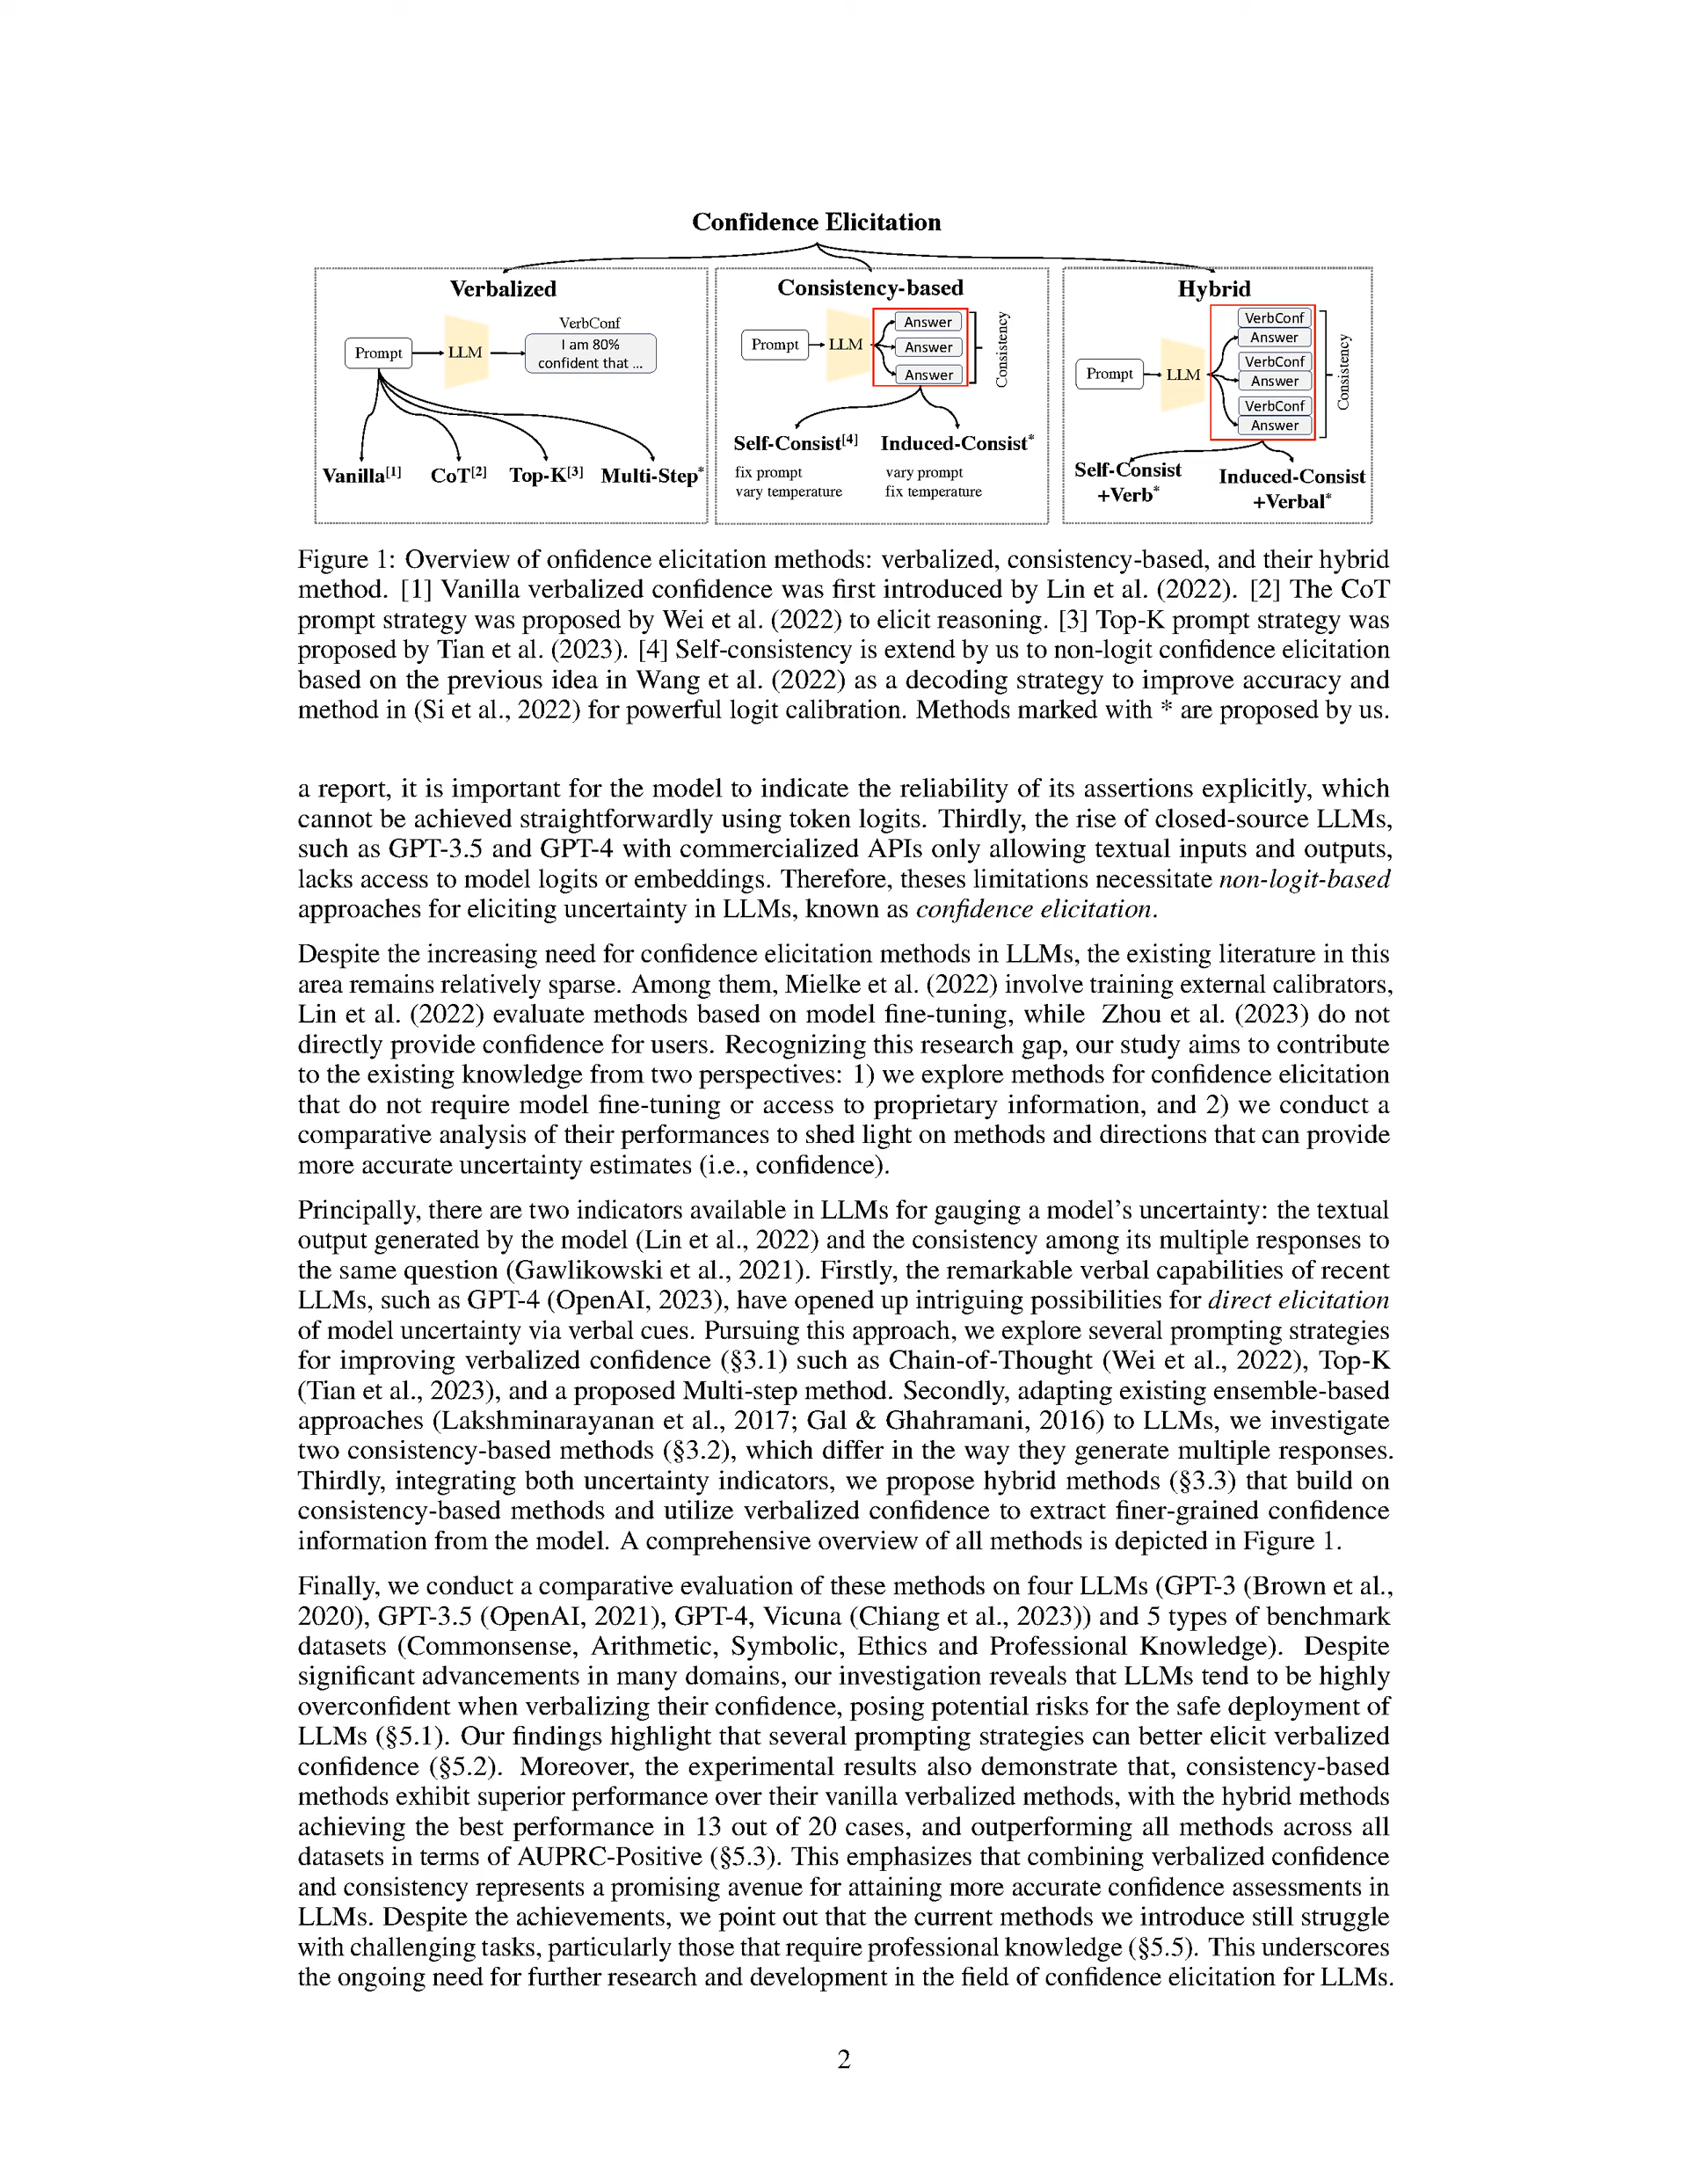 Confidence Elicitation
Verbalized
Prompt
LLM
VerbConf
I am 80%
confident that ...
Vanilla[1] CoT[2] Top-K[3] Multi-Step*
Consistency-based
Prompt
LLM
Answer
Answer
Answer
Consistency
Self-Consist[4] Induced-Consist*
fix prompt vary prompt
vary temperature fix temperature
Hybrid
Prompt
LLM
VerbConf
Answer
VerbConf
Answer
VerbConf
Answer
Consistency
Self-Consist
+Verb*
Induced-Consist
+Verbal*
Figure 1: Overview of onfidence elicitation methods: verbalized, consistency-based, and their hybrid
method. [1] Vanilla verbalized confidence was first introduced by Lin et al. (2022). [2] The CoT
prompt strategy was proposed by Wei et al. (2022) to elicit reasoning. [3] Top-K prompt strategy was
proposed by Tian et al. (2023). [4] Self-consistency is extend by us to non-logit confidence elicitation
based on the previous idea in Wang et al. (2022) as a decoding strategy to improve accuracy and
method in (Si et al., 2022) for powerful logit calibration. Methods marked with * are proposed by us.
a report, it is important for the model to indicate the reliability of its assertions explicitly, which
cannot be achieved straightforwardly using token logits. Thirdly, the rise of closed-source LLMs,
such as GPT-3.5 and GPT-4 with commercialized APIs only allowing textual inputs and outputs,
lacks access to model logits or embeddings. Therefore, theses limitations necessitate non-logit-based
approaches for eliciting uncertainty in LLMs, known as confidence elicitation.
Despite the increasing need for confidence elicitation methods in LLMs, the existing literature in this
area remains relatively sparse. Among them, Mielke et al. (2022) involve training external calibrators,
Lin et al. (2022) evaluate methods based on model fine-tuning, while Zhou et al. (2023) do not
directly provide confidence for users. Recognizing this research gap, our study aims to contribute
to the existing knowledge from two perspectives: 1) we explore methods for confidence elicitation
that do not require model fine-tuning or access to proprietary information, and 2) we conduct a
comparative analysis of their performances to shed light on methods and directions that can provide
more accurate uncertainty estimates (i.e., confidence).
Principally, there are two indicators available in LLMs for gauging a model's uncertainty: the textual
output generated by the model (Lin et al., 2022) and the consistency among its multiple responses to
the same question (Gawlikowski et al., 2021). Firstly, the remarkable verbal capabilities of recent
LLMs, such as GPT-4 (OpenAI, 2023), have opened up intriguing possibilities for direct elicitation
of model uncertainty via verbal cues. Pursuing this approach, we explore several prompting strategies
for improving verbalized confidence (§3.1) such as Chain-of-Thought (Wei et al., 2022), Top-K
(Tian et al., 2023), and a proposed Multi-step method. Secondly, adapting existing ensemble-based
approaches (Lakshminarayanan et al., 2017; Gal & Ghahramani, 2016) to LLMs, we investigate
two consistency-based methods (§3.2), which differ in the way they generate multiple responses.
Thirdly, integrating both uncertainty indicators, we propose hybrid methods (§3.3) that build on
consistency-based methods and utilize verbalized confidence to extract finer-grained confidence
information from the model. A comprehensive overview of all methods is depicted in Figure 1.
Finally, we conduct a comparative evaluation of these methods on four LLMs (GPT-3 (Brown et al.,
2020), GPT-3.5 (OpenAI, 2021), GPT-4, Vicuna (Chiang et al., 2023)) and 5 types of benchmark
datasets (Commonsense, Arithmetic, Symbolic, Ethics and Professional Knowledge). Despite
significant advancements in many domains, our investigation reveals that LLMs tend to be highly
overconfident when verbalizing their confidence, posing potential risks for the safe deployment of
LLMs (§5.1). Our findings highlight that several prompting strategies can better elicit verbalized
confidence (§5.2). Moreover, the experimental results also demonstrate that, consistency-based
methods exhibit superior performance over their vanilla verbalized methods, with the hybrid methods
achieving the best performance in 13 out of 20 cases, and outperforming all methods across all
datasets in terms of AUPRC-Positive (§5.3). This emphasizes that combining verbalized confidence
and consistency represents a promising avenue for attaining more accurate confidence assessments in
LLMs. Despite the achievements, we point out that the current methods we introduce still struggle
with challenging tasks, particularly those that require professional knowledge (§5.5). This underscores
the ongoing need for further research and development in the field of confidence elicitation for LLMs.
2